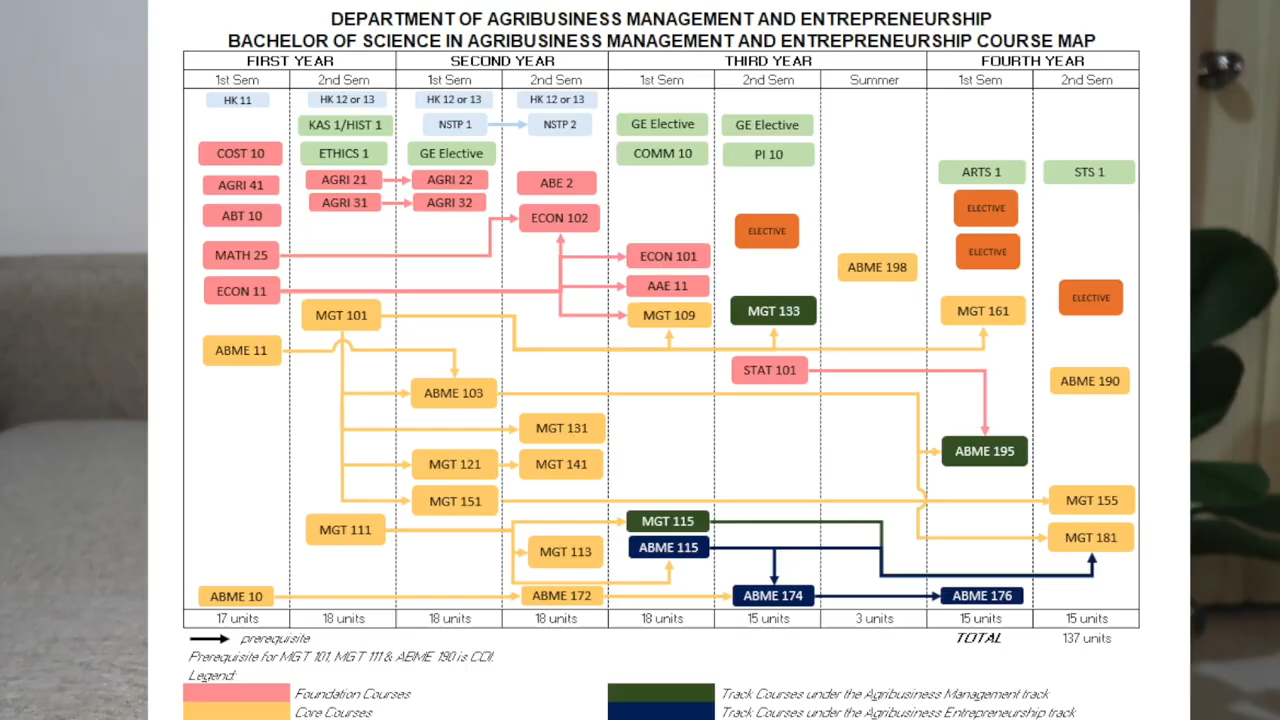 DEPARTMENT OF AGRIBUSINESS MANAGEMENT AND ENTREPRENEURSHIP
BACHELOR OF SCIENCE IN AGRIBUSINESS MANAGEMENT AND ENTREPRENEURSHIP COURSE MAP
FIRST YEAR SECOND YEAR THIRD YEAR FOURTH YEAR
1st Sem 2nd Sem 1st Sem 2nd Sem 1st Sem 2nd Sem Summer 1st Sem 2nd Sem
HK 11 HK 12 or 13 HK 12 or 13 HK 12 or 13
KAS 1/HIST 1 NSTP 1 NSTP 2 GE Elective GE Elective
COST 10 ETHICS 1 GE Elective COMM 10 PI 10
ARTS 1 STS 1
AGRI 41 AGRI 21 AGRI 22 ABE 2
AGRI 31 AGRI 32 ELECTIVE
ABT 10 ECON 102 ELECTIVE
MATH 25 ECON 101 ELECTIVE
ABME 198
ECON 11 AAE 11 ELECTIVE
MGT 101 MGT 109 MGT 133 MGT 161
ABME 11 STAT 101
ABME 103 ABME 190
MGT 131
ABME 195
MGT 121 MGT 141
MGT 151 MGT 155
MGT 111 MGT 115
MGT 113 ABME 115 MGT 181
ABME 10 ABME 172 ABME 174 ABME 176
17 units 18 units 18 units 18 units 18 units 15 units 3 units 15 units 15 units
prerequisite TOTAL 137 units
Prerequisite for MGT 101, MGT 111 & ABME 190 is COI.
Legend:
Foundation Courses Track Courses under the Agribusiness Management track
Core Courses Track Courses under the Agribusiness Entrepreneurship track